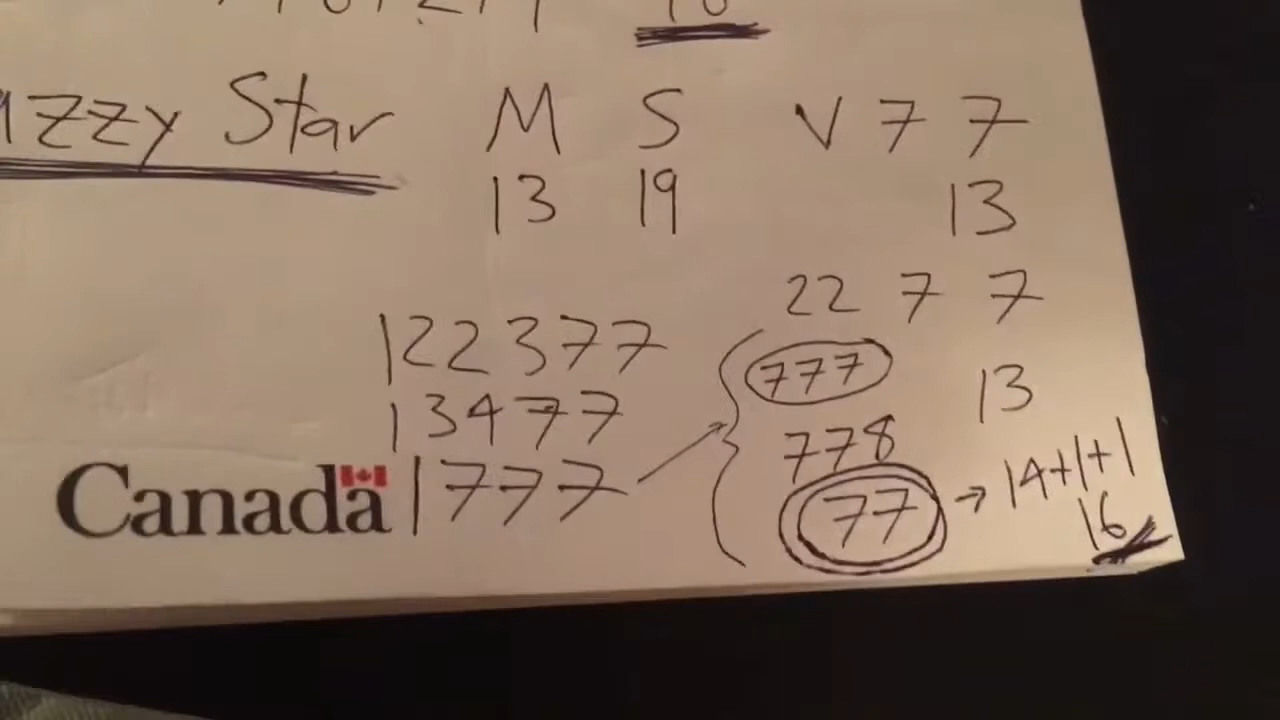 azzy Star M S V 7 7
13 19 13
22 7 7
122377
777
13477
13
778
Canada 1777
77 → 14+1+1
16